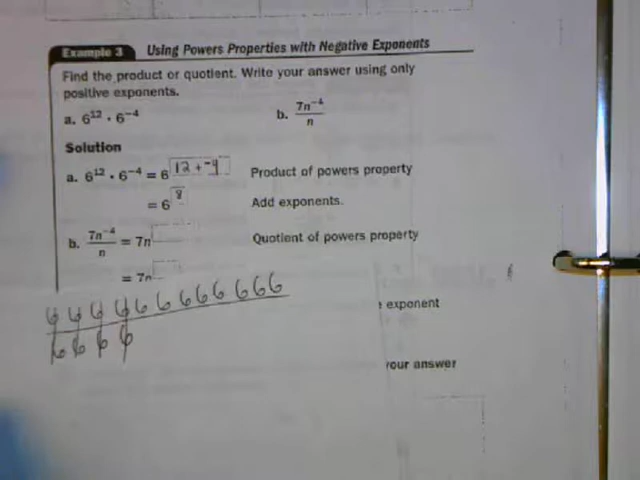 Example 3 Using Powers Properties with Negative Exponents
Find the product or quotient. Write your answer using only
positive exponents.
a. 6¹² · 6⁻⁴
b. 7n⁻⁴ / n
Solution
a. 6¹² · 6⁻⁴ = 6 12 + -4 Product of powers property
= 6 8 Add exponents.
b. 7n⁻⁴ / n = 7n Quotient of powers property
= 7n
exponent
your answer
6 6 6 6 6 6 6 6 6 6 6 6
6 6 6 6